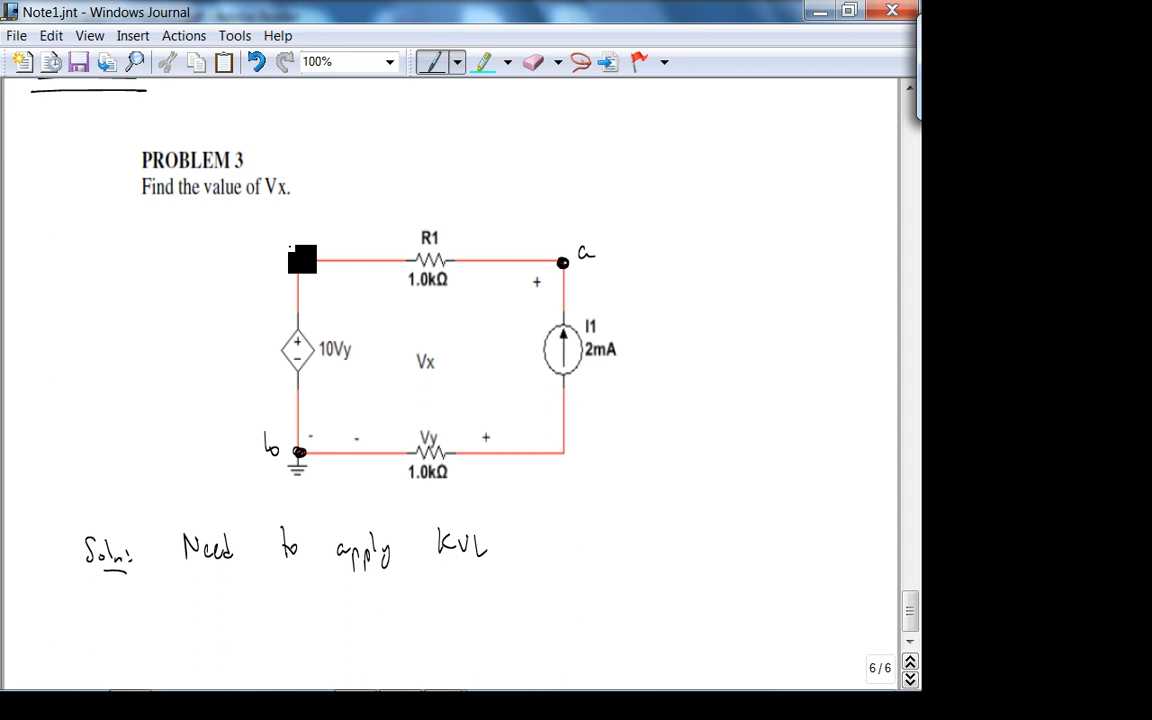 Note1.jnt - Windows Journal
File Edit View Insert Actions Tools Help
100%
PROBLEM 3
Find the value of Vx.
R1
a
1.0kΩ
+
I1
+
-
10Vy
2mA
Vx
b
-
-
Vy
+
1.0kΩ
Soln: Need to apply KVL
6 / 6